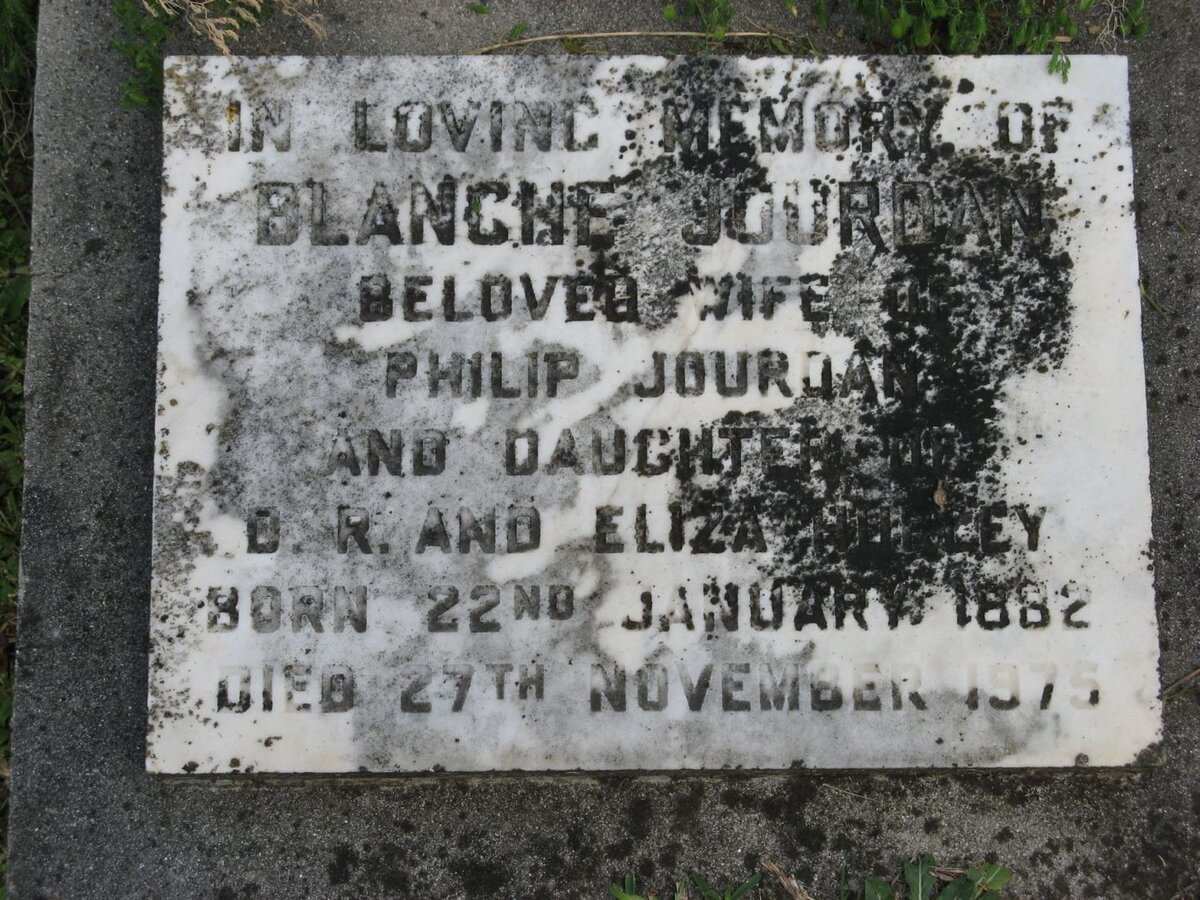 IN LOVING MEMORY OF
BLANCHE JOURDAN
BELOVED WIFE OF
PHILIP JOURDAN
AND DAUGHTER OF
D. R. AND ELIZA
BORN 22ND JANUARY 1882
DIED 27TH NOVEMBER 1975